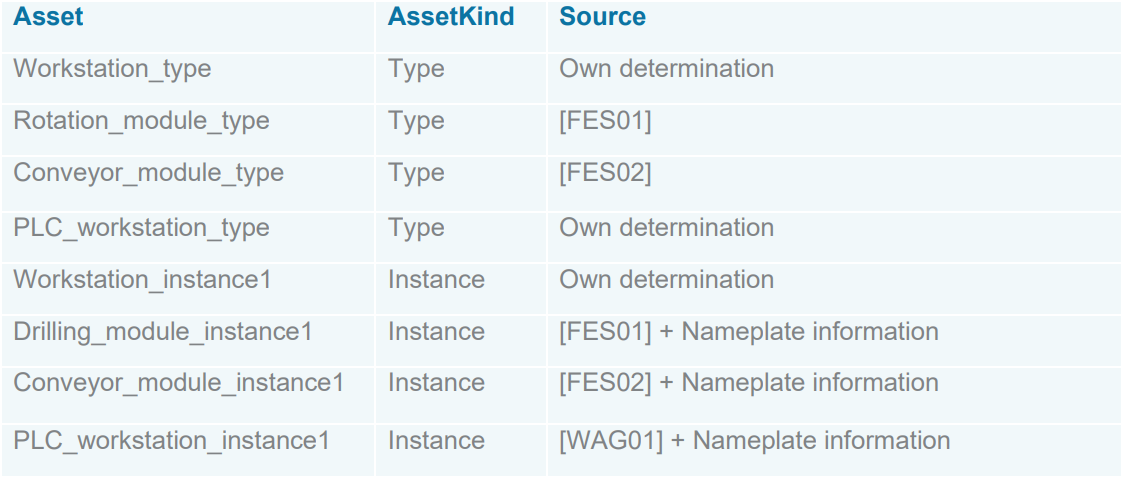 Asset AssetKind Source
Workstation_type Type Own determination
Rotation_module_type Type [FES01]
Conveyor_module_type Type [FES02]
PLC_workstation_type Type Own determination
Workstation_instance1 Instance Own determination
Drilling_module_instance1 Instance [FES01] + Nameplate information
Conveyor_module_instance1 Instance [FES02] + Nameplate information
PLC_workstation_instance1 Instance [WAG01] + Nameplate information